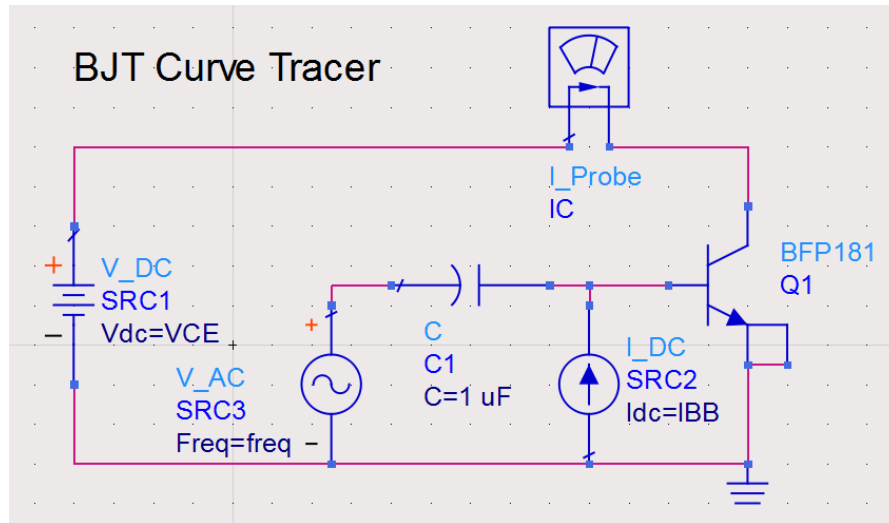 BJT Curve Tracer
I_Probe
IC
BFP181
Q1
+
V_DC
SRC1
Vdc=VCE
–
+
V_AC
SRC3
Freq=freq –
C
C1
C=1 uF
I_DC
SRC2
Idc=IBB